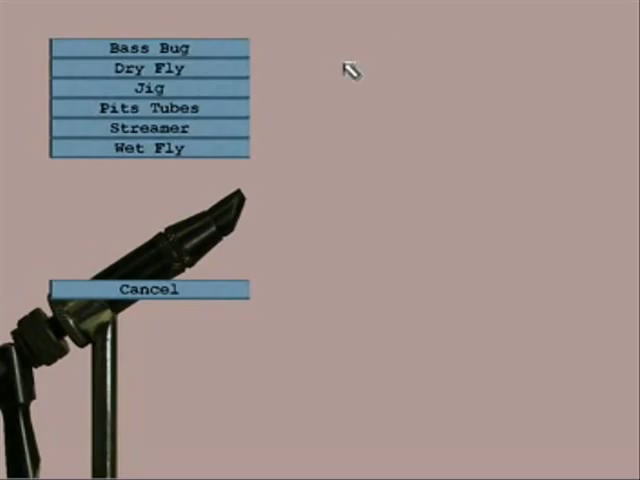 Bass Bug
Dry Fly
Jig
Pits Tubes
Streamer
Wet Fly
Cancel